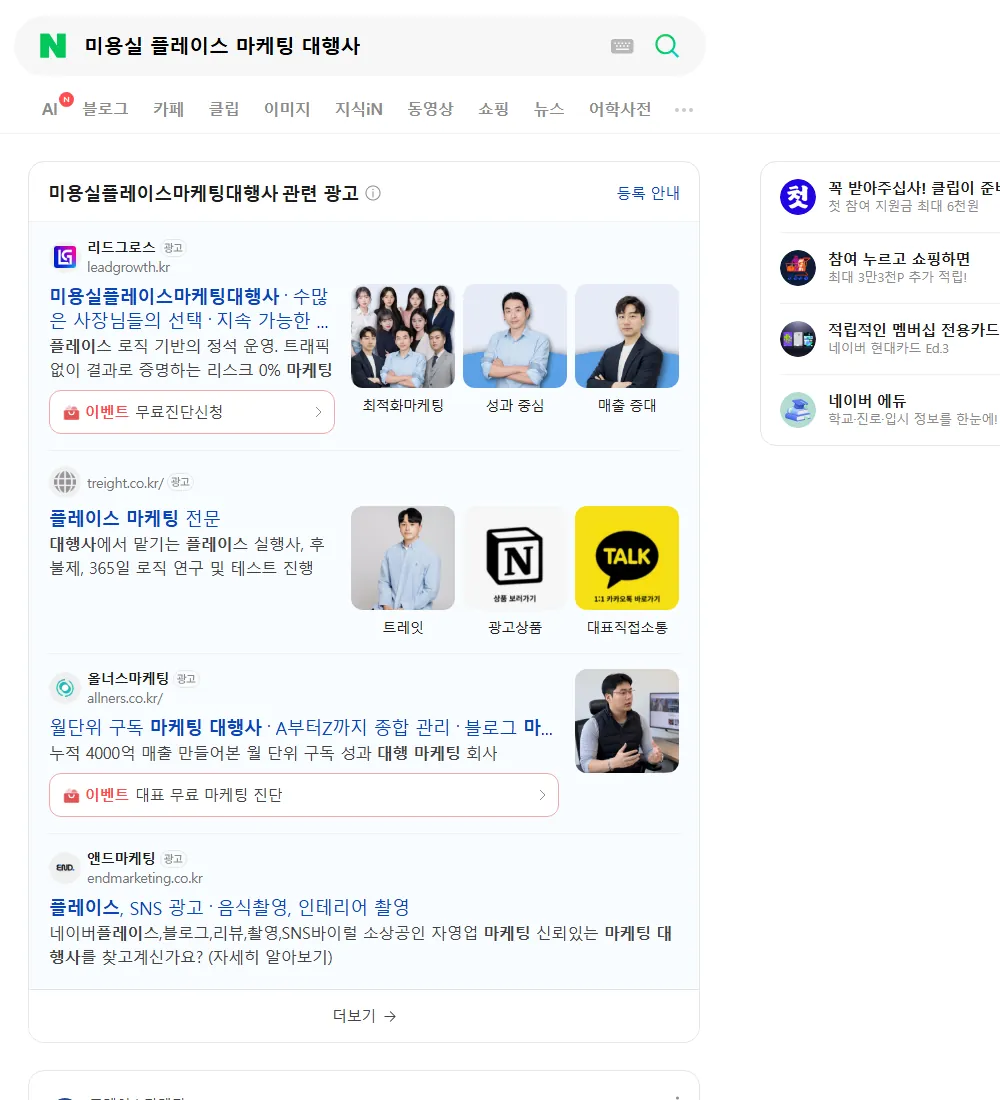 미용실 플레이스 마케팅 대행사
AI N 블로그 카페 클립 이미지 지식iN 동영상 쇼핑 뉴스 어학사전
미용실플레이스마케팅대행사 관련 광고 등록 안내
리드그로스 광고
leadgrowth.kr
미용실플레이스마케팅대행사 · 수많
은 사장님들의 선택 · 지속 가능한 ...
플레이스 로직 기반의 정석 운영. 트래픽
없이 결과로 증명하는 리스크 0% 마케팅
이벤트 무료진단신청
최적화마케팅 성과 중심 매출 증대
treight.co.kr/ 광고
플레이스 마케팅 전문
대행사에서 맡기는 플레이스 실행사, 후
불제, 365일 로직 연구 및 테스트 진행
N
상품 보러가기
TALK
1:1 카카오톡 바로가기
트레잇 광고상품 대표직접소통
올너스마케팅 광고
allners.co.kr/
월단위 구독 마케팅 대행사 · A부터Z까지 종합 관리 · 블로그 마...
누적 4000억 매출 만들어본 월 단위 구독 성과 대행 마케팅 회사
이벤트 대표 무료 마케팅 진단
END.
앤드마케팅 광고
endmarketing.co.kr
플레이스, SNS 광고 · 음식촬영, 인테리어 촬영
네이버플레이스,블로그,리뷰,촬영,SNS바이럴 소상공인 자영업 마케팅 신뢰있는 마케팅 대
행사를 찾고계신가요? (자세히 알아보기)
더보기 →
첫
꼭 받아주십사! 클립이 준
첫 참여 지원금 최대 6천원
참여 누르고 쇼핑하면
최대 3만3천P 추가 적립!
적립적인 멤버십 전용카드
네이버 현대카드 Ed.3
네이버 에듀
학교·진로·입시 정보를 한눈에!